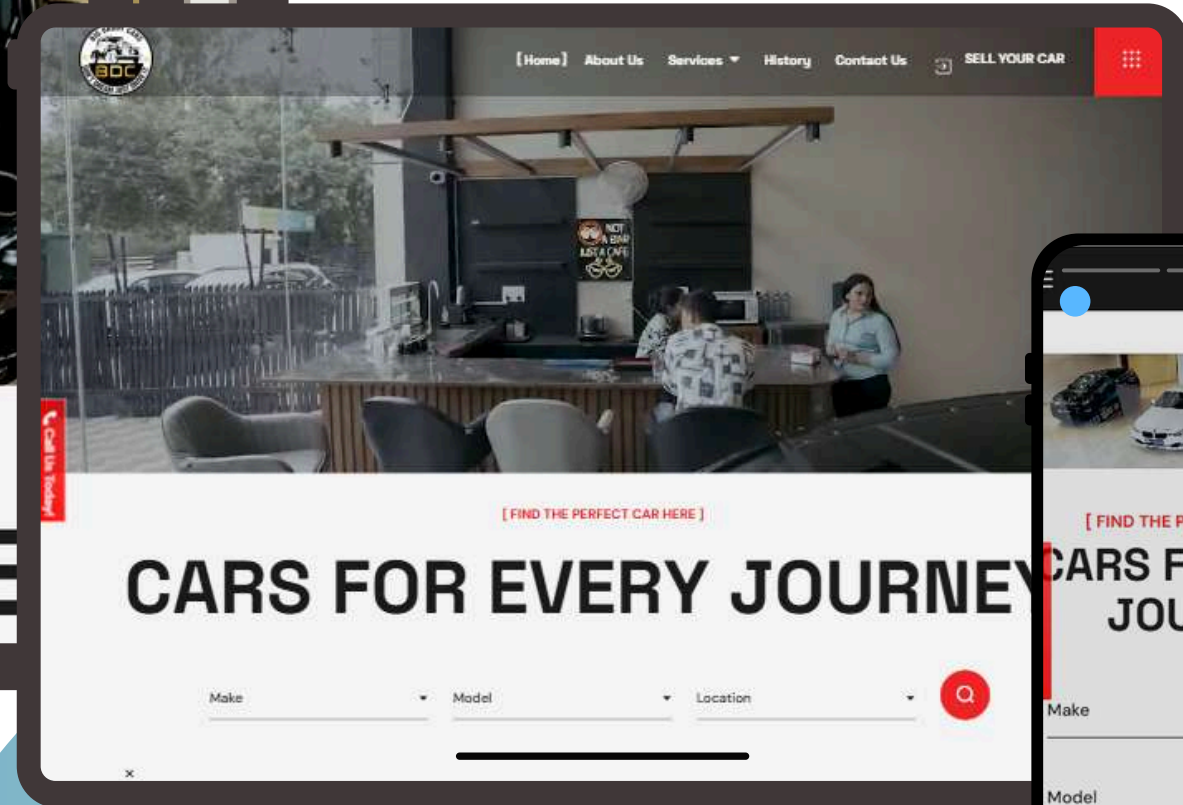 BDC
[Home] About Us Services History Contact Us SELL YOUR CAR
NOT
A BAR
JUST A CAFE
Call Us Today!
[ FIND THE PERFECT CAR HERE ]
CARS FOR EVERY JOURNEY
Make Model Location
×
[ FIND THE P
CARS F
JOU
Make
Model